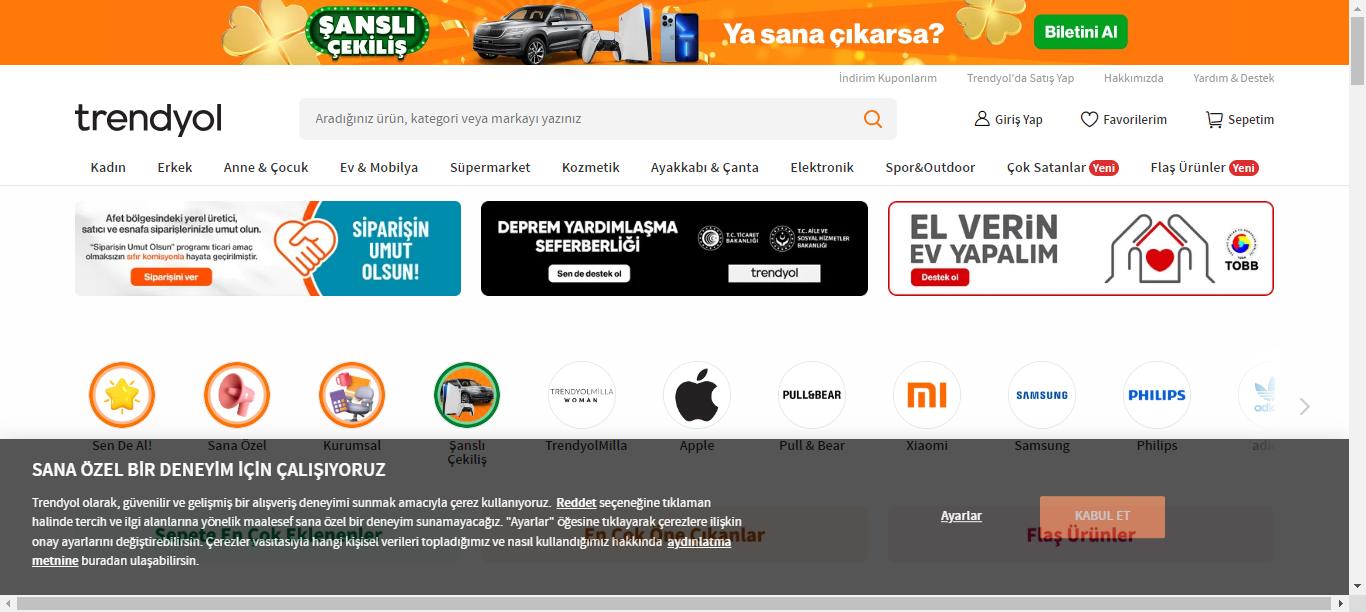 ŞANSLI
ÇEKİLİŞ
Ya sana çıkarsa?
Biletini Al
İndirim Kuponlarım
Trendyol'da Satış Yap
Hakkımızda
Yardım & Destek
trendyol
Aradığınız ürün, kategori veya markayı yazınız
Giriş Yap
Favorilerim
Sepetim
Kadın
Erkek
Anne & Çocuk
Ev & Mobilya
Süpermarket
Kozmetik
Ayakkabı & Çanta
Elektronik
Spor&Outdoor
Çok Satanlar Yeni
Flaş Ürünler Yeni
Afet bölgesindeki yerel üretici,
satıcı ve esnafa siparişlerinizle umut olun.
"Siparişin Umut Olsun" programı ticari amaç
olmaksızın sıfır komisyonla hayata geçirilmiştir.
Siparişini ver
SİPARİŞİN
UMUT
OLSUN!
DEPREM YARDIMLAŞMA
SEFERBERLİĞİ
Sen de destek ol
T.C. TİCARET
BAKANLIĞI
T.C. AİLE VE
SOSYAL HİZMETLER
BAKANLIĞI
trendyol
EL VERİN
EV YAPALIM
Destek ol
TOBB
TRENDYOLMILLA
WOMAN
PULL&BEAR
SAMSUNG
PHILIPS
adid
Sen De Al!
Sana Özel
Kurumsal
Şanslı
Çekiliş
TrendyolMilla
Apple
Pull & Bear
Xiaomi
Samsung
Philips
adi
SANA ÖZEL BİR DENEYİM İÇİN ÇALIŞIYORUZ
Trendyol olarak, güvenilir ve gelişmiş bir alışveriş deneyimi sunmak amacıyla çerez kullanıyoruz. Reddet seçeneğine tıklaman
halinde tercih ve ilgi alanlarına yönelik maalesef sana özel bir deneyim sunamayacağız. "Ayarlar" öğesine tıklayarak çerezlere ilişkin
onay ayarlarını değiştirebilirsin. Çerezler vasıtasıyla hangi kişisel verileri topladığımız ve nasıl kullandığımız hakkında aydınlatma
metnine buradan ulaşabilirsin.
Ayarlar
KABUL ET
Sepete En Çok Eklenenler
En Çok Öne Çıkanlar
Flaş Ürünler